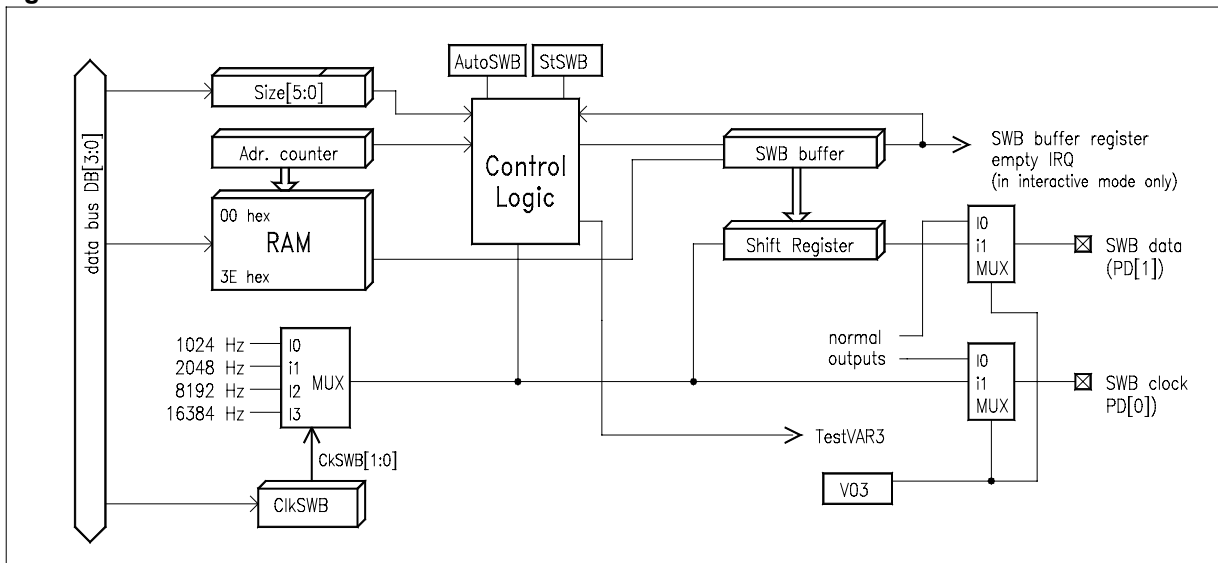 AutoSWB
StSWB
Size[5:0]
Adr. counter
data bus DB[3:0]
00 hex
RAM
3E hex
Control
Logic
SWB buffer
SWB buffer register
empty IRQ
(in interactive mode only)
Shift Register
I0
i1
MUX
SWB data
(PD[1])
normal
outputs
1024 Hz
2048 Hz
8192 Hz
16384 Hz
I0
i1
I2
I3
MUX
I0
i1
MUX
SWB clock
PD[0])
TestVAR3
CkSWB[1:0]
ClkSWB
V03